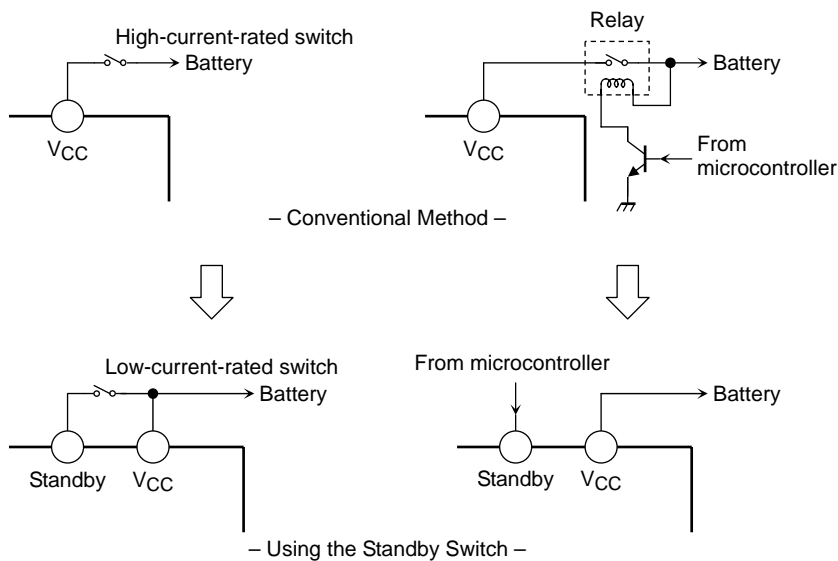 High-current-rated switch
Battery
VCC
Relay
Battery
VCC
From
microcontroller
– Conventional Method –
Low-current-rated switch
Battery
Standby
VCC
From microcontroller
Battery
Standby
VCC
– Using the Standby Switch –